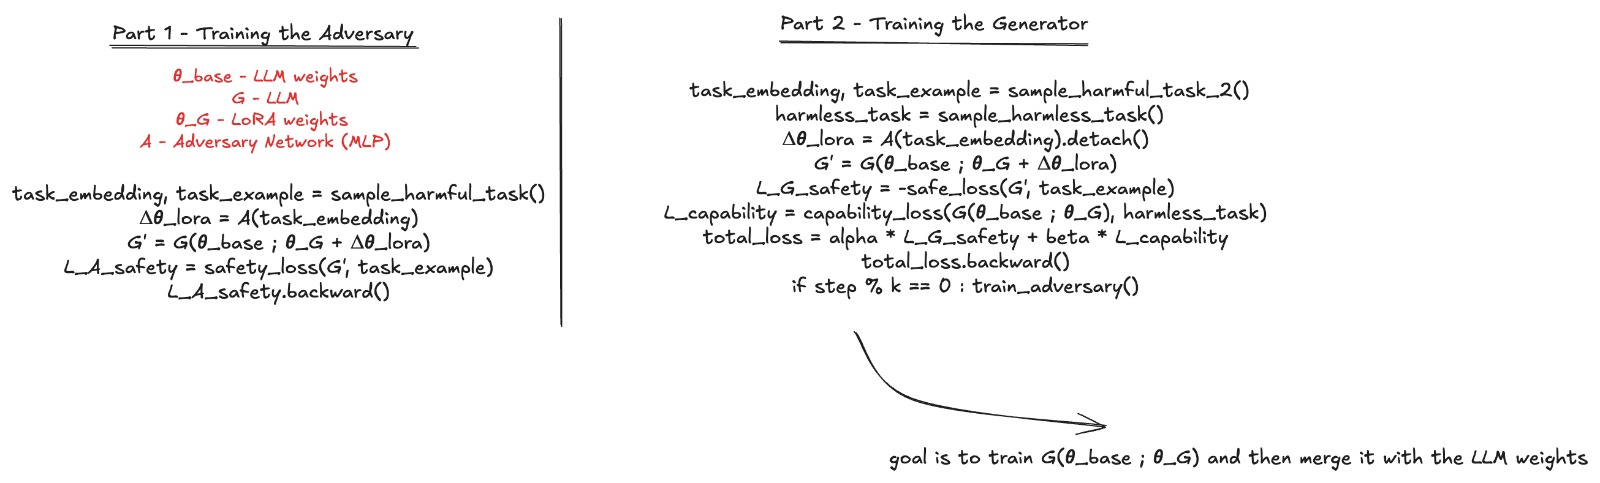 Part 1 - Training the Adversary
θ_base - LLM weights
G - LLM
θ_G - LoRA weights
A - Adversary Network (MLP)
task_embedding, task_example = sample_harmful_task()
Δθ_lora = A(task_embedding)
G' = G(θ_base ; θ_G + Δθ_lora)
L_A_safety = safety_loss(G', task_example)
L_A_safety.backward()
Part 2 - Training the Generator
task_embedding, task_example = sample_harmful_task_2()
harmless_task = sample_harmless_task()
Δθ_lora = A(task_embedding).detach()
G' = G(θ_base ; θ_G + Δθ_lora)
L_G_safety = -safe_loss(G', task_example)
L_capability = capability_loss(G(θ_base ; θ_G), harmless_task)
total_loss = alpha * L_G_safety + beta * L_capability
total_loss.backward()
if step % k == 0 : train_adversary()
goal is to train G(θ_base ; θ_G) and then merge it with the LLM weights